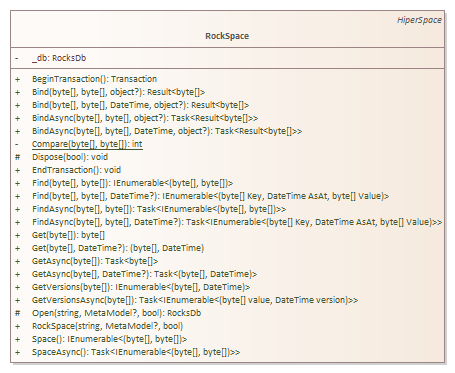 HiperSpace
RockSpace
- _db: RocksDb
+ BeginTransaction(): Transaction
+ Bind(byte[], byte[], object?): Result<byte[]>
+ Bind(byte[], byte[], DateTime, object?): Result<byte[]>
+ BindAsync(byte[], byte[], object?): Task<Result<byte[]>>
+ BindAsync(byte[], byte[], DateTime, object?): Task<Result<byte[]>>
- Compare(byte[], byte[]): int
# Dispose(bool): void
+ EndTransaction(): void
+ Find(byte[], byte[]): IEnumerable<(byte[], byte[])>
+ Find(byte[], byte[], DateTime?): IEnumerable<(byte[] Key, DateTime AsAt, byte[] Value)>
+ FindAsync(byte[], byte[]): Task<IEnumerable<(byte[], byte[])>>
+ FindAsync(byte[], byte[], DateTime?): Task<IEnumerable<(byte[] Key, DateTime AsAt, byte[] Value)>>
+ Get(byte[]): byte[]
+ Get(byte[], DateTime?): (byte[], DateTime)
+ GetAsync(byte[]): Task<byte[]>
+ GetAsync(byte[], DateTime?): Task<(byte[], DateTime)>
+ GetVersions(byte[]): IEnumerable<(byte[], DateTime)>
+ GetVersionsAsync(byte[]): Task<IEnumerable<(byte[] value, DateTime version)>>
# Open(string, MetaModel?, bool): RocksDb
+ RockSpace(string, MetaModel?, bool)
+ Space(): IEnumerable<(byte[], byte[])>
+ SpaceAsync(): Task<IEnumerable<(byte[], byte[])>>